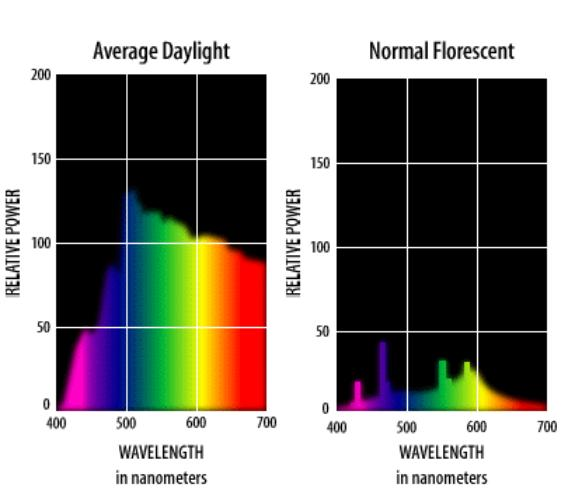 Average Daylight
200
150
100
50
0
400 500 600 700
RELATIVE POWER
WAVELENGTH
in nanometers
Normal Florescent
200
150
100
50
0
400 500 600 700
RELATIVE POWER
WAVELENGTH
in nanometers